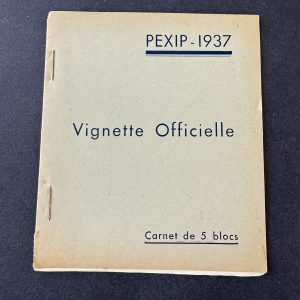 PEXIP-1937
Vignette Officielle
Carnet de 5 blocs